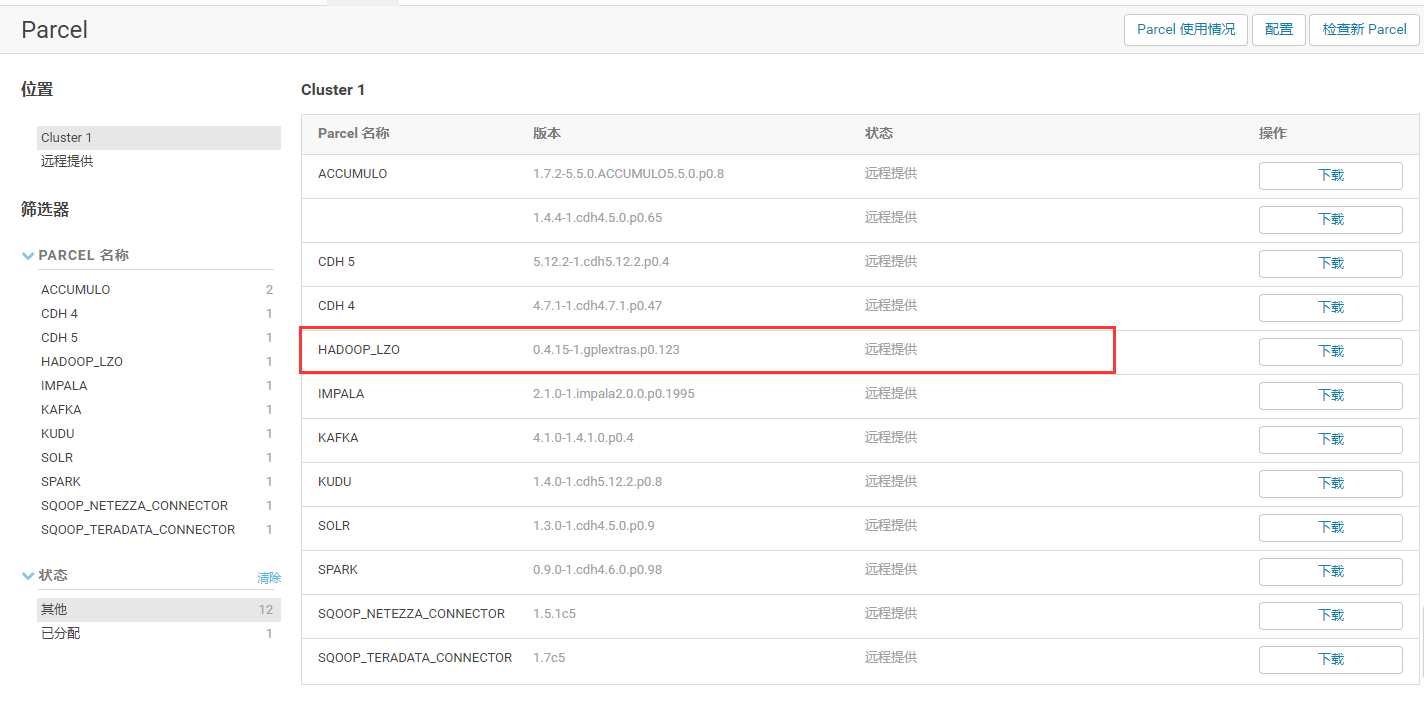 Parcel
Parcel 使用情况 配置 检查新 Parcel
位置
Cluster 1
远程提供
筛选器
PARCEL 名称
ACCUMULO 2
CDH 4 1
CDH 5 1
HADOOP_LZO 1
IMPALA 1
KAFKA 1
KUDU 1
SOLR 1
SPARK 1
SQOOP_NETEZZA_CONNECTOR 1
SQOOP_TERADATA_CONNECTOR 1
状态 清除
其他 12
已分配 1
Cluster 1
Parcel 名称 版本 状态 操作
ACCUMULO 1.7.2-5.5.0.ACCUMULO5.5.0.p0.8 远程提供 下载
1.4.4-1.cdh4.5.0.p0.65 远程提供 下载
CDH 5 5.12.2-1.cdh5.12.2.p0.4 远程提供 下载
CDH 4 4.7.1-1.cdh4.7.1.p0.47 远程提供 下载
HADOOP_LZO 0.4.15-1.gplextras.p0.123 远程提供 下载
IMPALA 2.1.0-1.impala2.0.0.p0.1995 远程提供 下载
KAFKA 4.1.0-1.4.1.0.p0.4 远程提供 下载
KUDU 1.4.0-1.cdh5.12.2.p0.8 远程提供 下载
SOLR 1.3.0-1.cdh4.5.0.p0.9 远程提供 下载
SPARK 0.9.0-1.cdh4.6.0.p0.98 远程提供 下载
SQOOP_NETEZZA_CONNECTOR 1.5.1c5 远程提供 下载
SQOOP_TERADATA_CONNECTOR 1.7c5 远程提供 下载